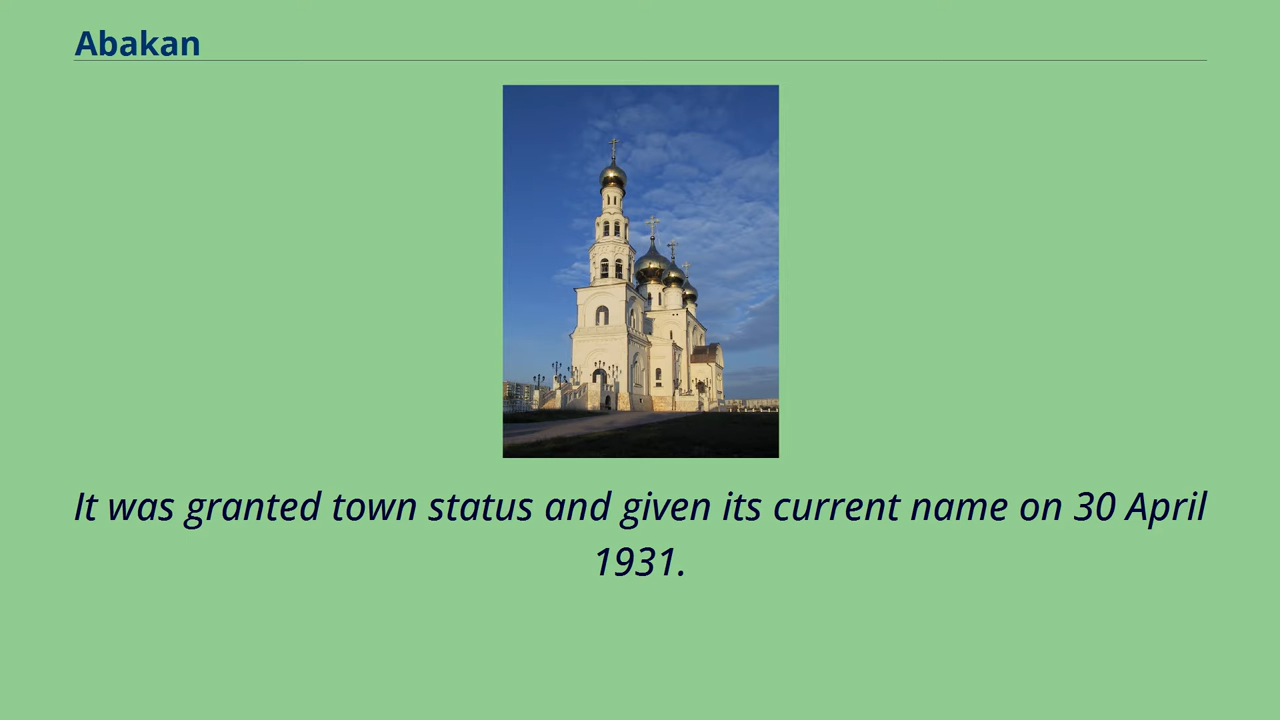 Abakan
It was granted town status and given its current name on 30 April
1931.